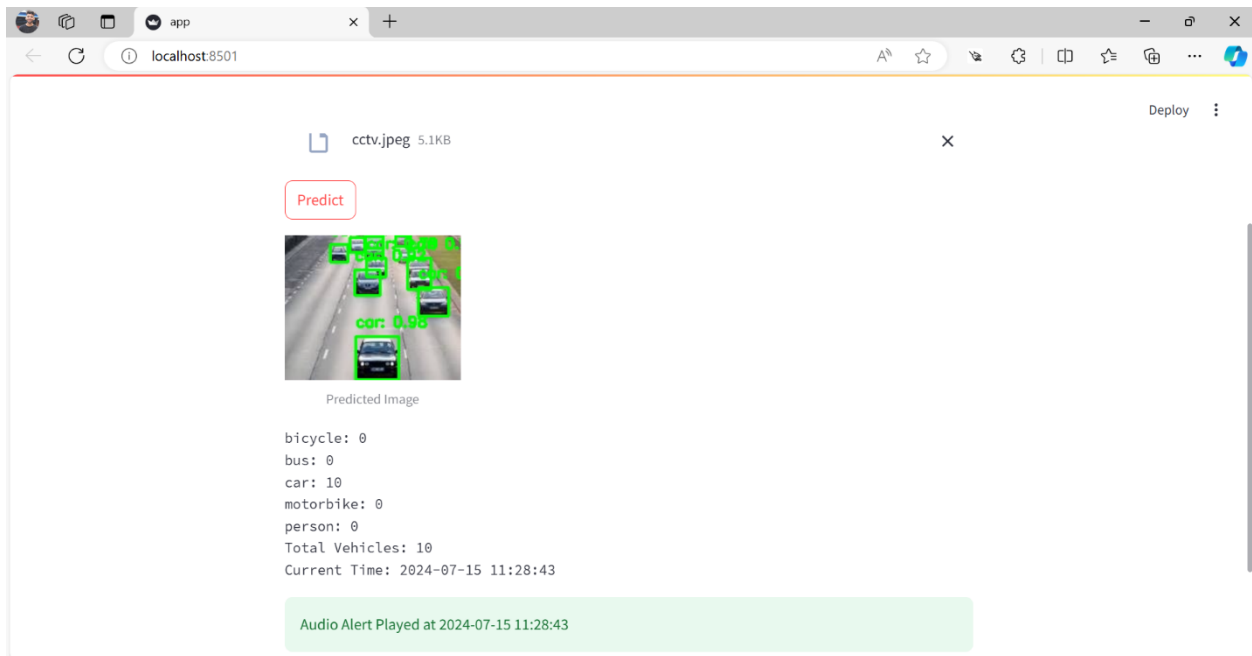 app
localhost:8501
Deploy
cctv.jpeg 5.1KB
Predict
car: 0.98
Predicted Image
bicycle: 0
bus: 0
car: 10
motorbike: 0
person: 0
Total Vehicles: 10
Current Time: 2024-07-15 11:28:43
Audio Alert Played at 2024-07-15 11:28:43